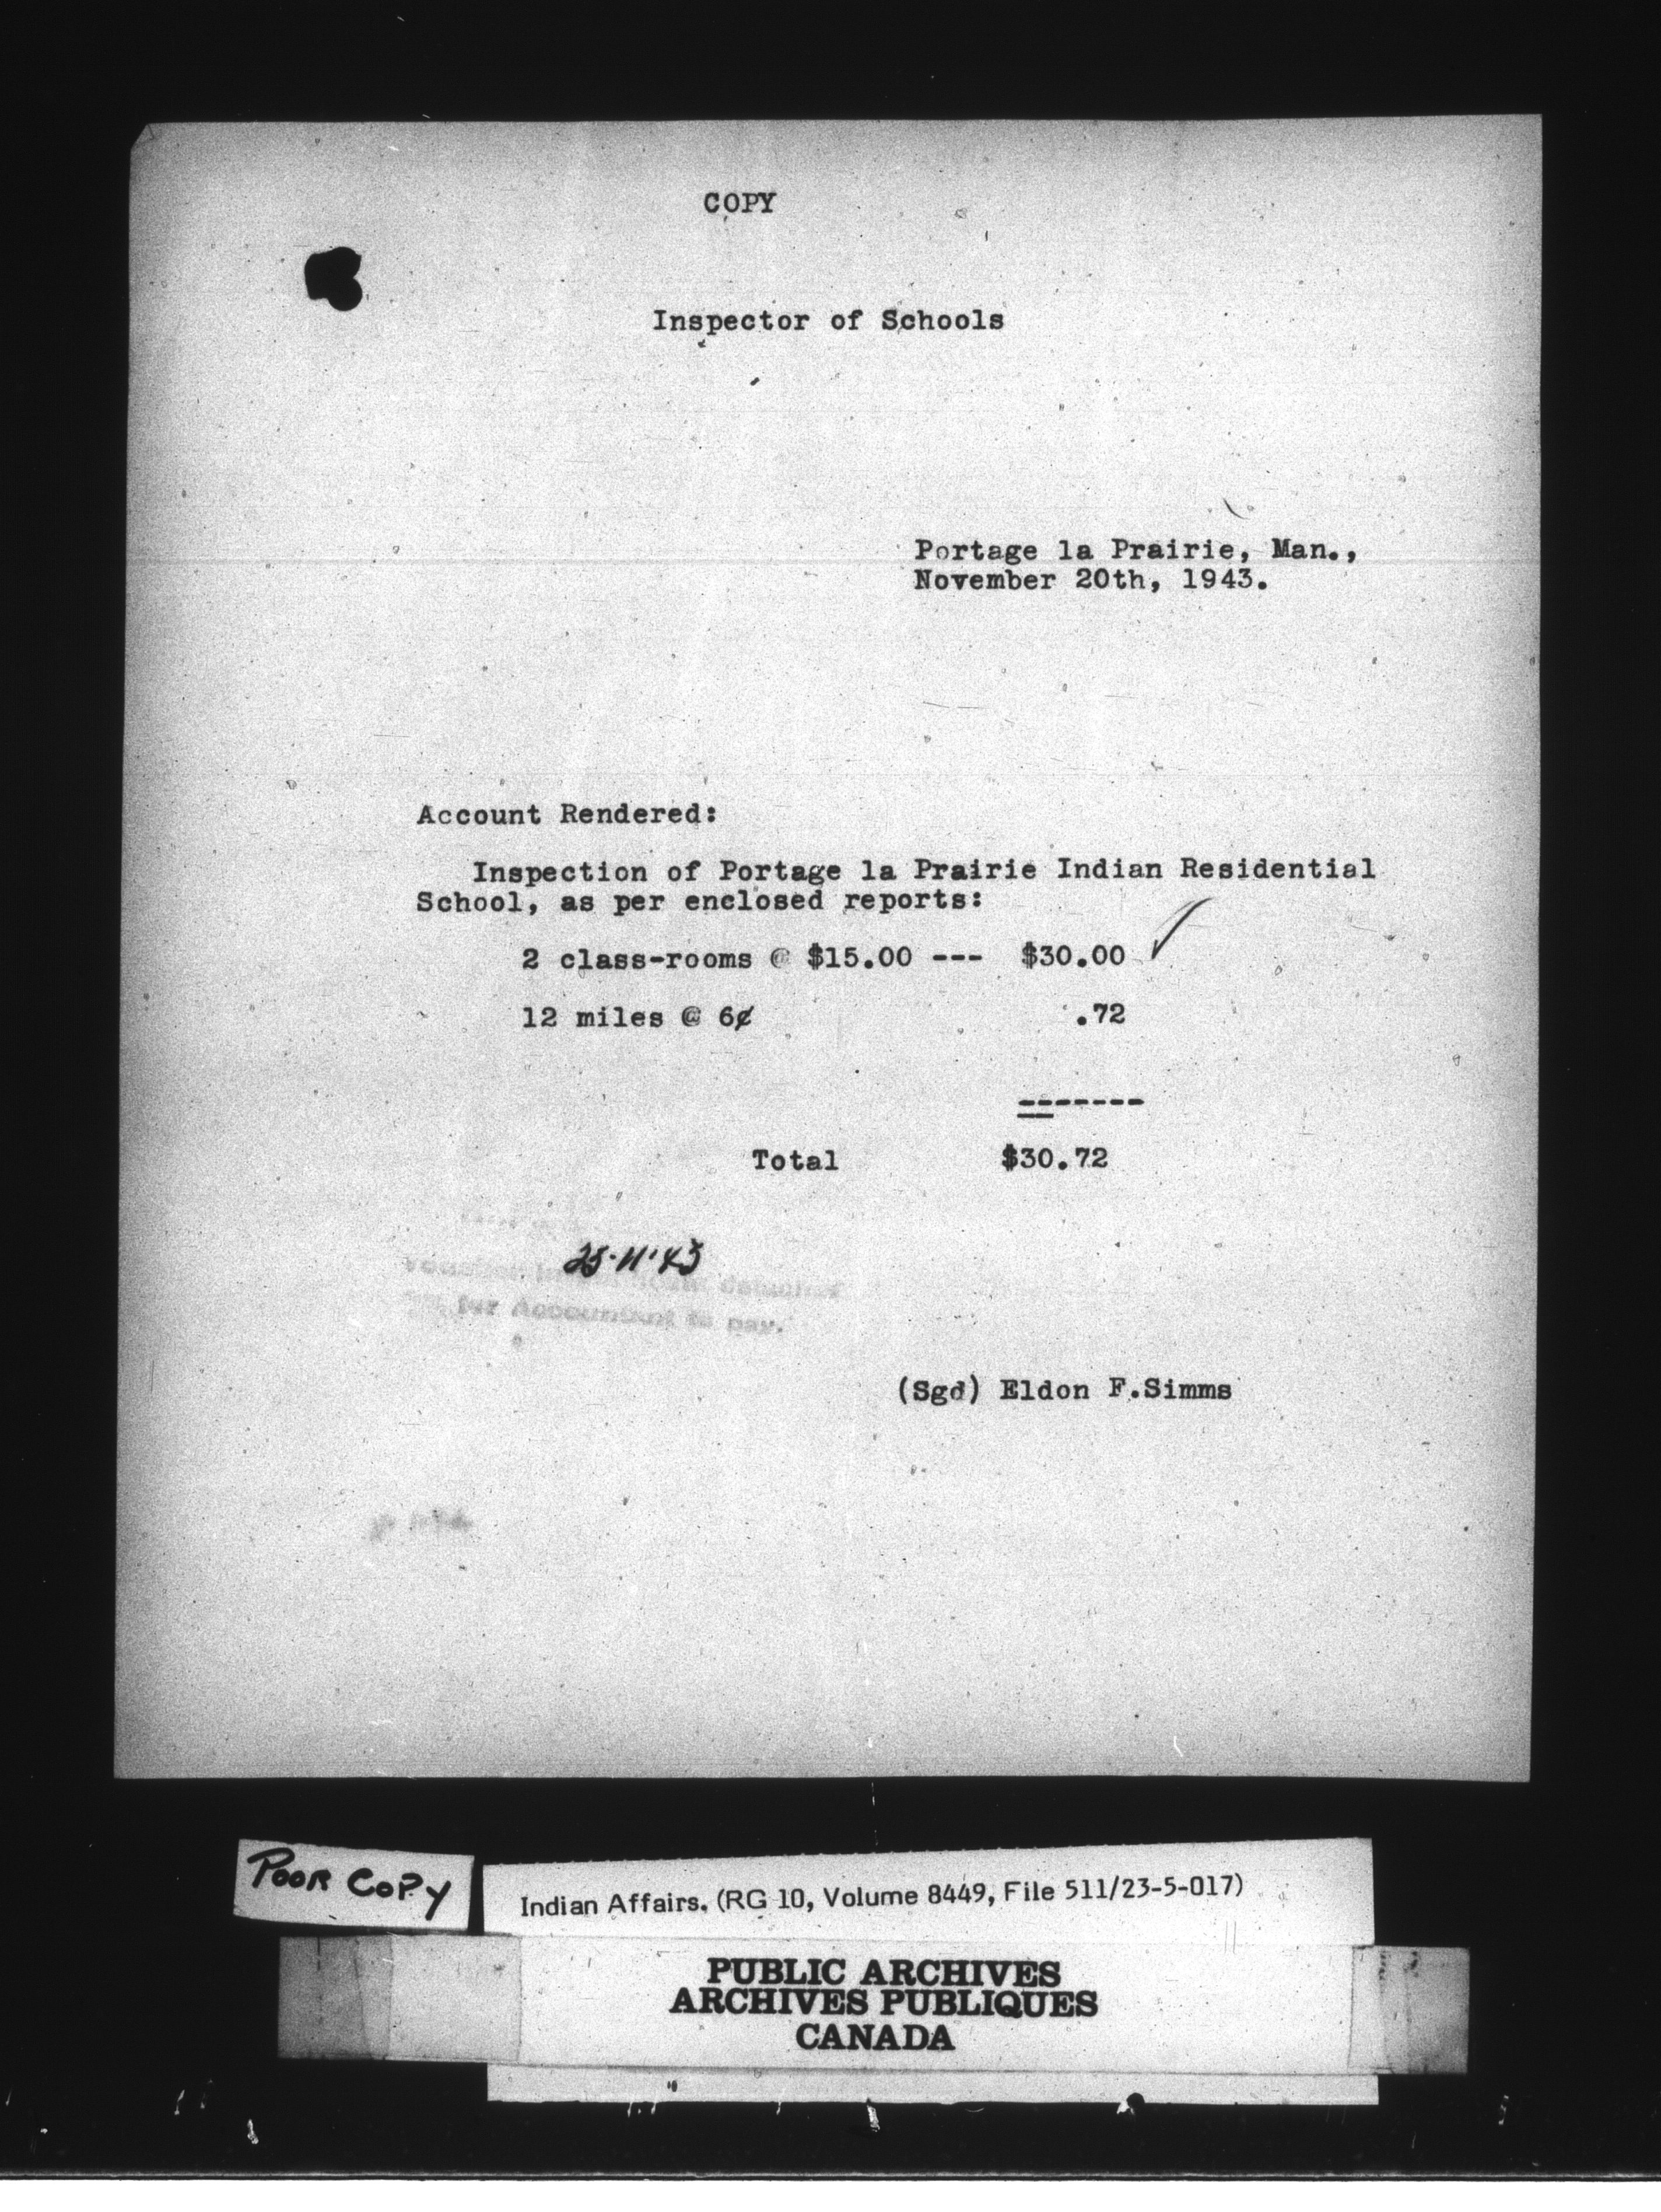 COPY
Inspector of Schools
Portage la Prairie, Man.,
November 20th, 1943.
Account Rendered:
Inspection of Portage la Prairie Indian Residential
School, as per enclosed reports:
2 class-rooms @ $15.00 --- $30.00
12 miles @ 6¢ .72
-------
Total $30.72
25-11-43
for Accountant to pay.
(Sgd) Eldon F.Simms
POOR COPY
Indian Affairs. (RG 10, Volume 8449, File 511/23-5-017)
PUBLIC ARCHIVES
ARCHIVES PUBLIQUES
CANADA